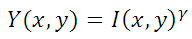 Y(x, y) = I(x, y)^γ